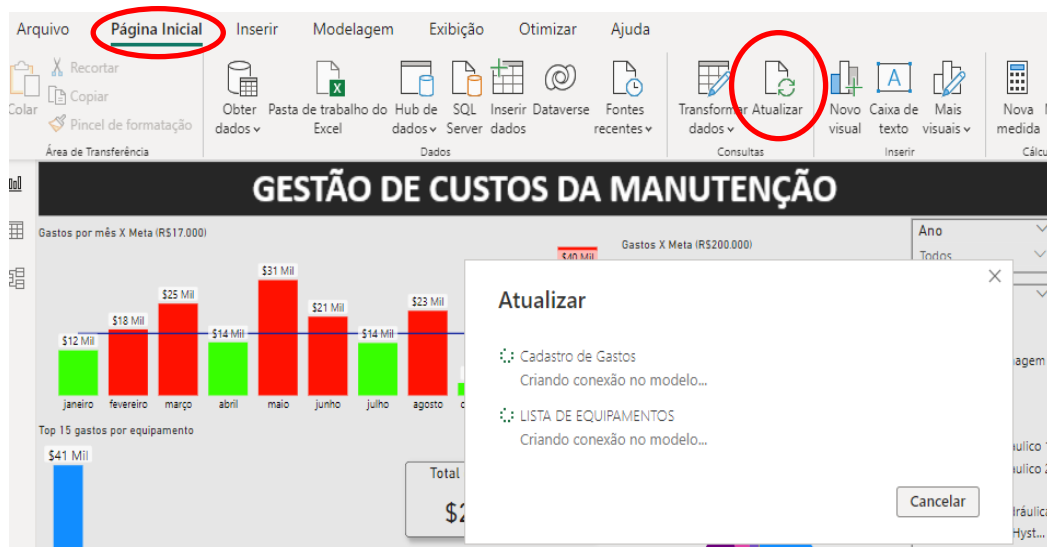 Arquivo Página Inicial Inserir Modelagem Exibição Otimizar Ajuda
Recortar
Copiar
Pincel de formatação
Colar
Área de Transferência
Obter dados
Pasta de trabalho do Excel
Hub de dados
SQL Server
Inserir dados
Dataverse
Fontes recentes
Dados
Transformar dados
Atualizar
Consultas
Novo visual
Caixa de texto
Mais visuais
Inserir
Nova medida
GESTÃO DE CUSTOS DA MANUTENÇÃO
Gastos por mês X Meta (R$17.000)
$12 Mil
$18 Mil
$25 Mil
$14 Mil
$31 Mil
$21 Mil
$14 Mil
$23 Mil
$40 Mil
janeiro fevereiro março abril maio junho julho agosto
Gastos X Meta (R$200.000)
Ano
Todos
Atualizar
Cadastro de Gastos
Criando conexão no modelo...
LISTA DE EQUIPAMENTOS
Criando conexão no modelo...
Cancelar
Top 15 gastos por equipamento
$41 Mil
Total